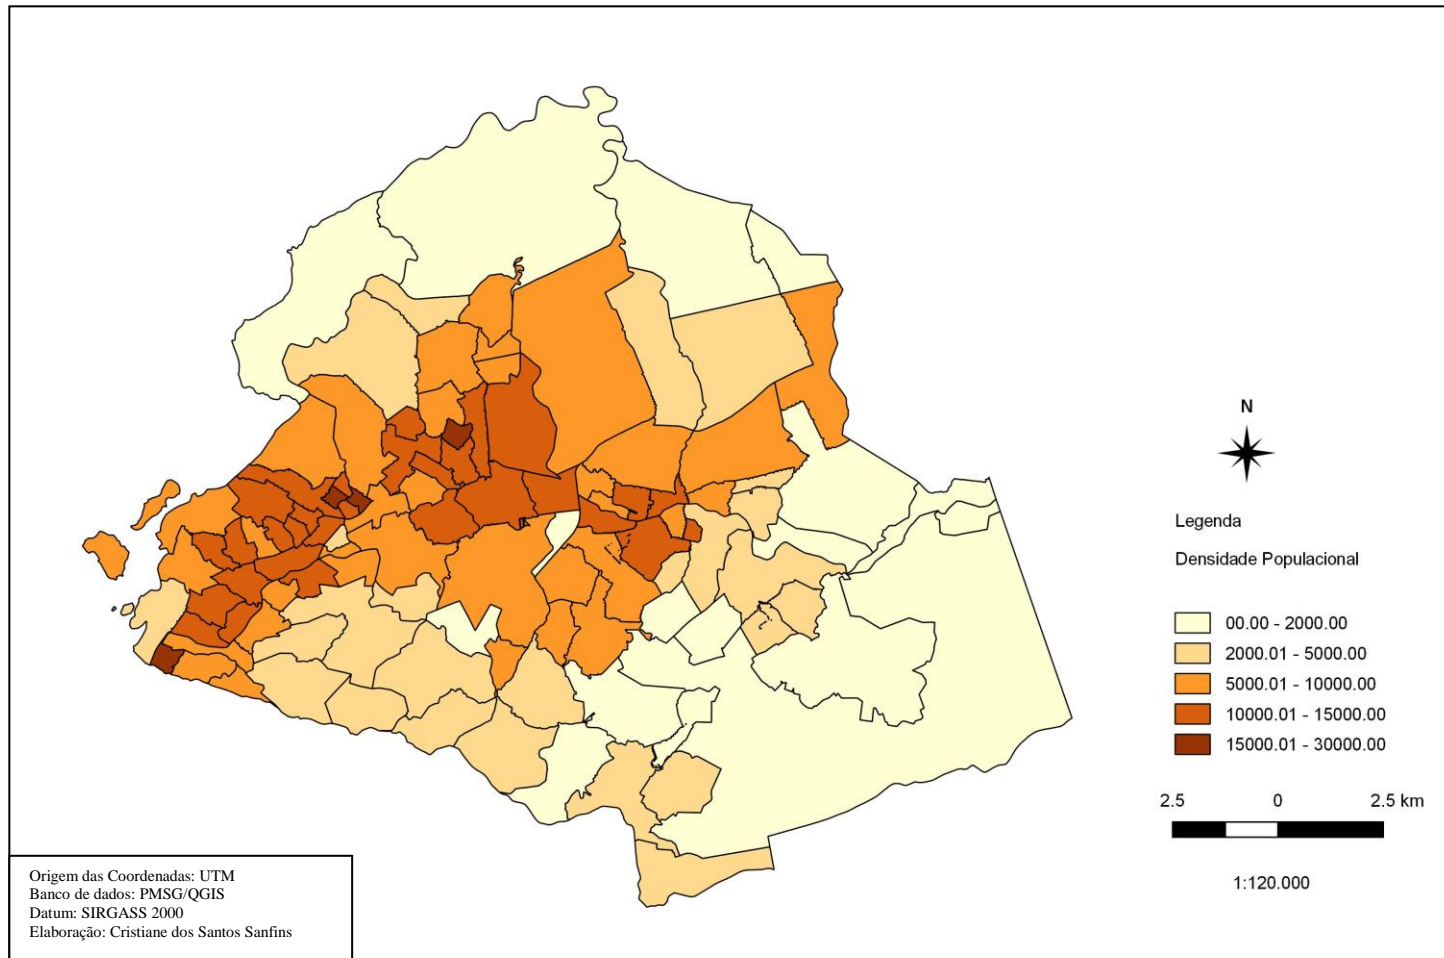 N
Legenda
Densidade Populacional
00.00 - 2000.00
2000.01 - 5000.00
5000.01 - 10000.00
10000.01 - 15000.00
15000.01 - 30000.00
2.5 0 2.5 km
1:120.000
Origem das Coordenadas: UTM
Banco de dados: PMSG/QGIS
Datum: SIRGASS 2000
Elaboração: Cristiane dos Santos Sanfins